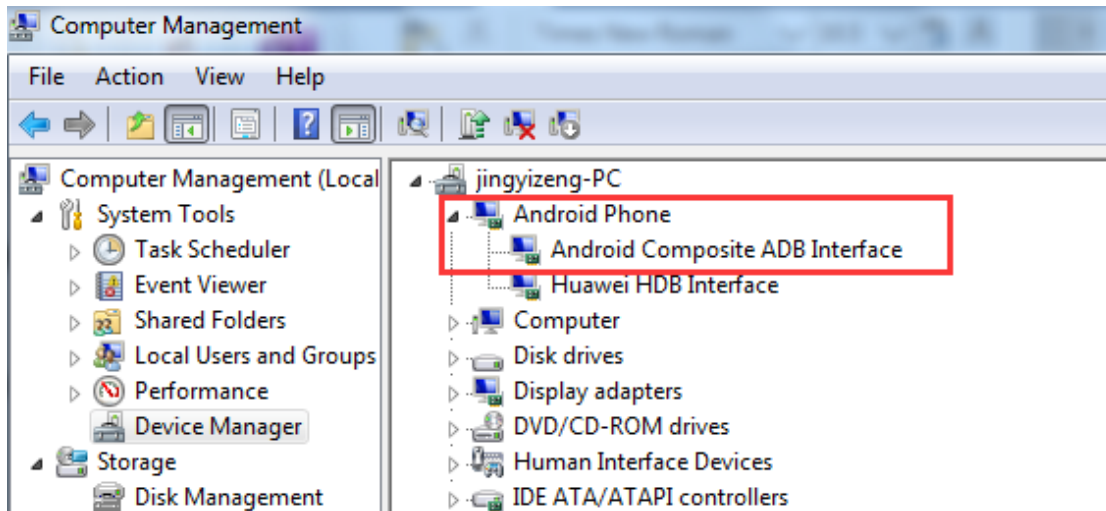 Computer Management
File Action View Help
Computer Management (Local
System Tools
Task Scheduler
Event Viewer
Shared Folders
Local Users and Groups
Performance
Device Manager
Storage
Disk Management
jingyizeng-PC
Android Phone
Android Composite ADB Interface
Huawei HDB Interface
Computer
Disk drives
Display adapters
DVD/CD-ROM drives
Human Interface Devices
IDE ATA/ATAPI controllers